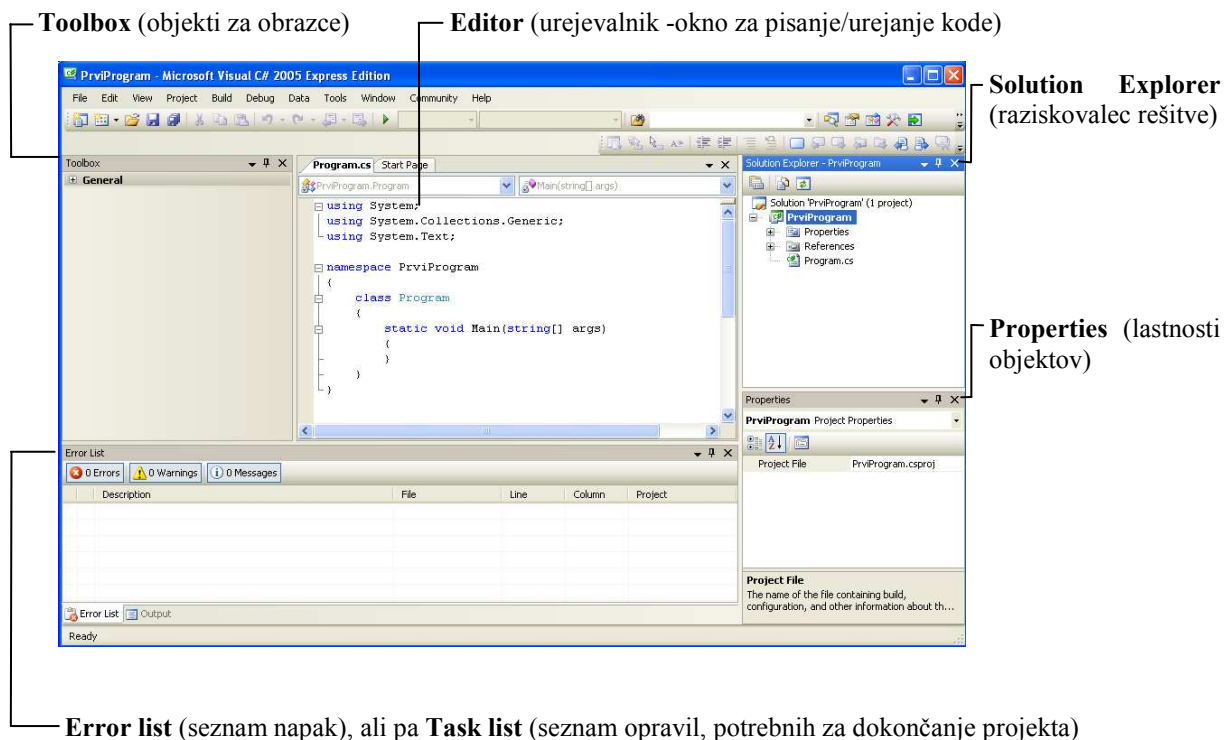 Toolbox (objekti za obrazce)
Editor (urejevalnik -okno za pisanje/urejanje kode)
PrviProgram - Microsoft Visual C# 2005 Express Edition
File Edit View Project Build Debug Data Tools Window Community Help
Solution Explorer
(raziskovalec rešitve)
Toolbox
General
Program.cs Start Page
PrviProgram.Program
Main(string[] args)
using System;
using System.Collections.Generic;
using System.Text;
namespace PrviProgram
{
class Program
{
static void Main(string[] args)
{
}
}
}
Solution Explorer - PrviProgram
Solution 'PrviProgram' (1 project)
PrviProgram
Properties
References
Program.cs
Properties (lastnosti
objektov)
Properties
PrviProgram Project Properties
Project File PrviProgram.csproj
Project File
The name of the file containing build,
configuration, and other information about th...
Error List
0 Errors 0 Warnings 0 Messages
Description File Line Column Project
Error List Output
Ready
Error list (seznam napak), ali pa Task list (seznam opravil, potrebnih za dokončanje projekta)